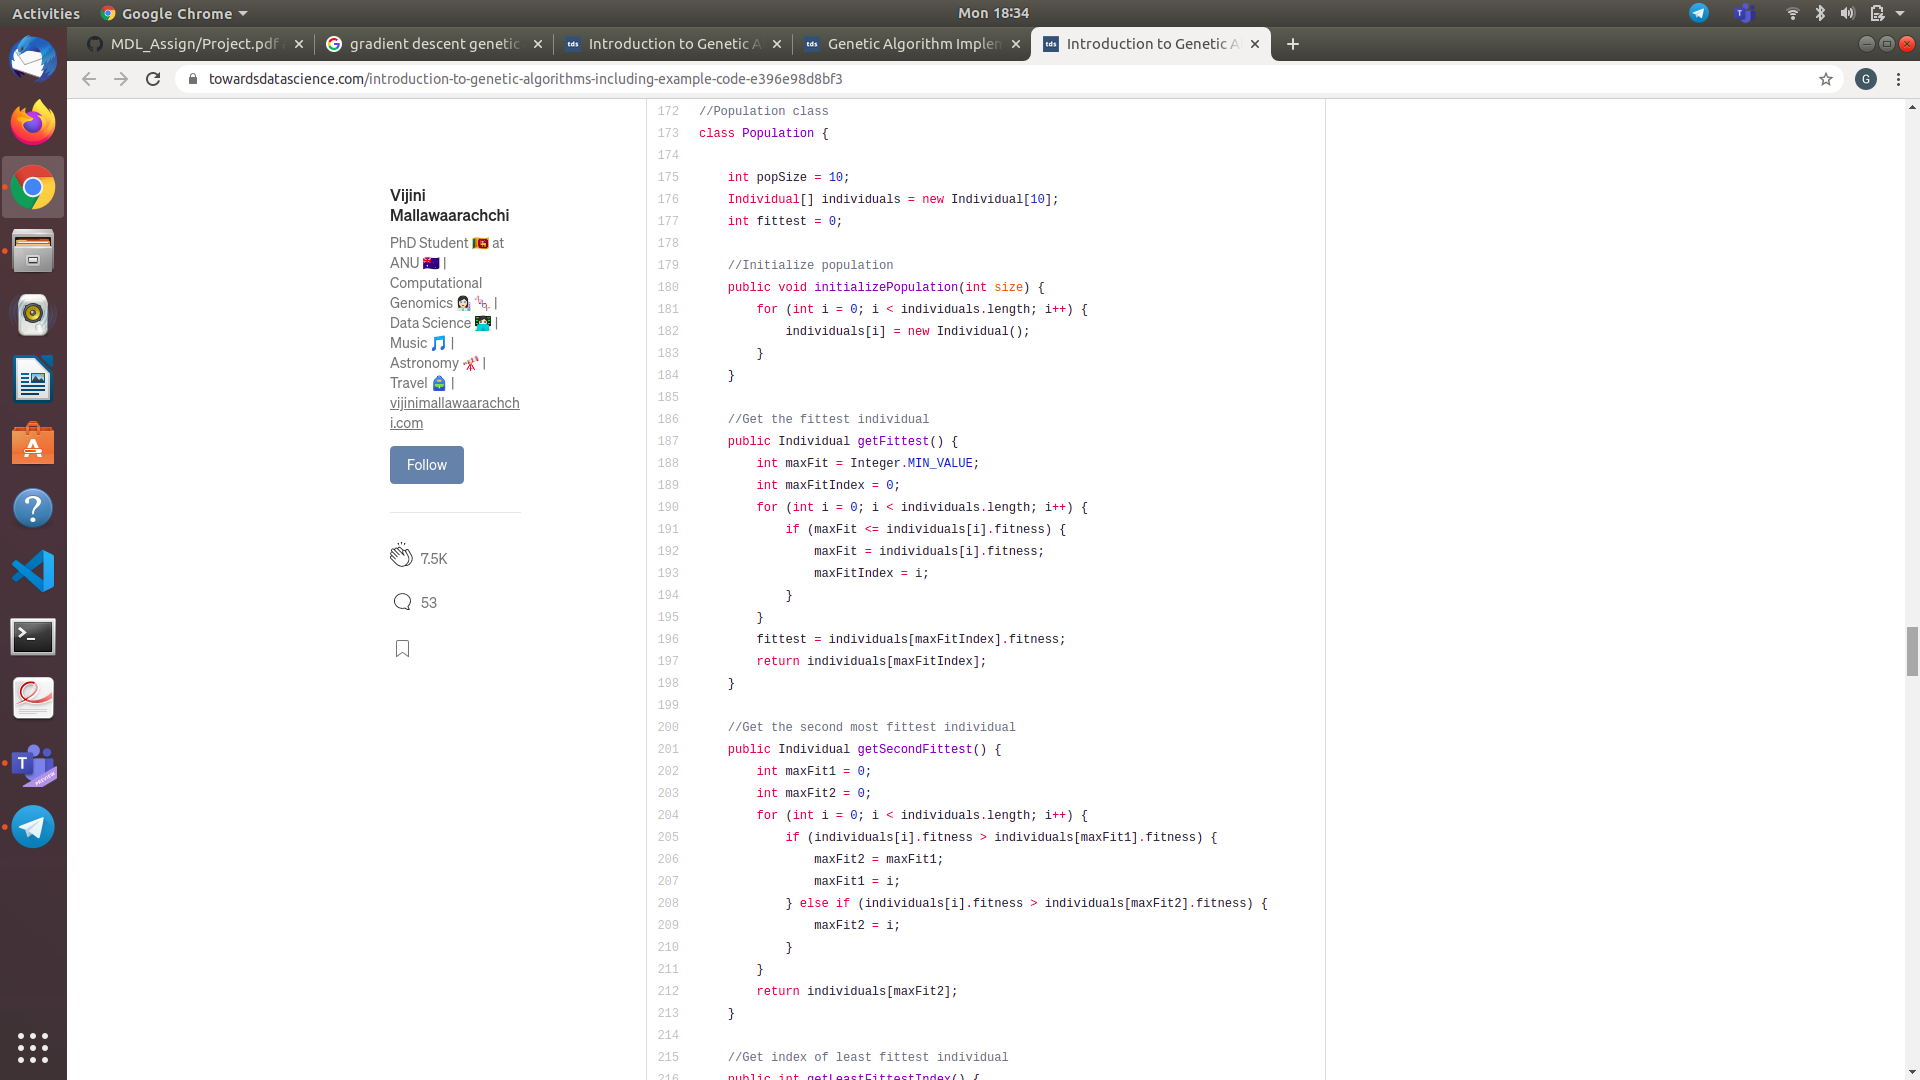 Activities
Google Chrome
Mon 18:34
MDL_Assign/Project.pdf
gradient descent genetic
Introduction to Genetic A
Genetic Algorithm Implem
Introduction to Genetic A
towardsdatascience.com/introduction-to-genetic-algorithms-including-example-code-e396e98d8bf3
G
Vijini
Mallawaarachchi
PhD Student 🇱🇰 at
ANU 🇦🇺 |
Computational
Genomics 👩🏻‍🔬 🧬 |
Data Science 👩🏻‍💻 |
Music 🎵 |
Astronomy 🔭 |
Travel 🎒 |
vijinimallawaarachch
i.com
Follow
7.5K
53
172 //Population class
173 class Population {
174
175     int popSize = 10;
176     Individual[] individuals = new Individual[10];
177     int fittest = 0;
178
179     //Initialize population
180     public void initializePopulation(int size) {
181         for (int i = 0; i < individuals.length; i++) {
182             individuals[i] = new Individual();
183         }
184     }
185
186     //Get the fittest individual
187     public Individual getFittest() {
188         int maxFit = Integer.MIN_VALUE;
189         int maxFitIndex = 0;
190         for (int i = 0; i < individuals.length; i++) {
191             if (maxFit <= individuals[i].fitness) {
192                 maxFit = individuals[i].fitness;
193                 maxFitIndex = i;
194             }
195         }
196         fittest = individuals[maxFitIndex].fitness;
197         return individuals[maxFitIndex];
198     }
199
200     //Get the second most fittest individual
201     public Individual getSecondFittest() {
202         int maxFit1 = 0;
203         int maxFit2 = 0;
204         for (int i = 0; i < individuals.length; i++) {
205             if (individuals[i].fitness > individuals[maxFit1].fitness) {
206                 maxFit2 = maxFit1;
207                 maxFit1 = i;
208             } else if (individuals[i].fitness > individuals[maxFit2].fitness) {
209                 maxFit2 = i;
210             }
211         }
212         return individuals[maxFit2];
213     }
214
215     //Get index of least fittest individual
216     public int getLeastFittestIndex() {